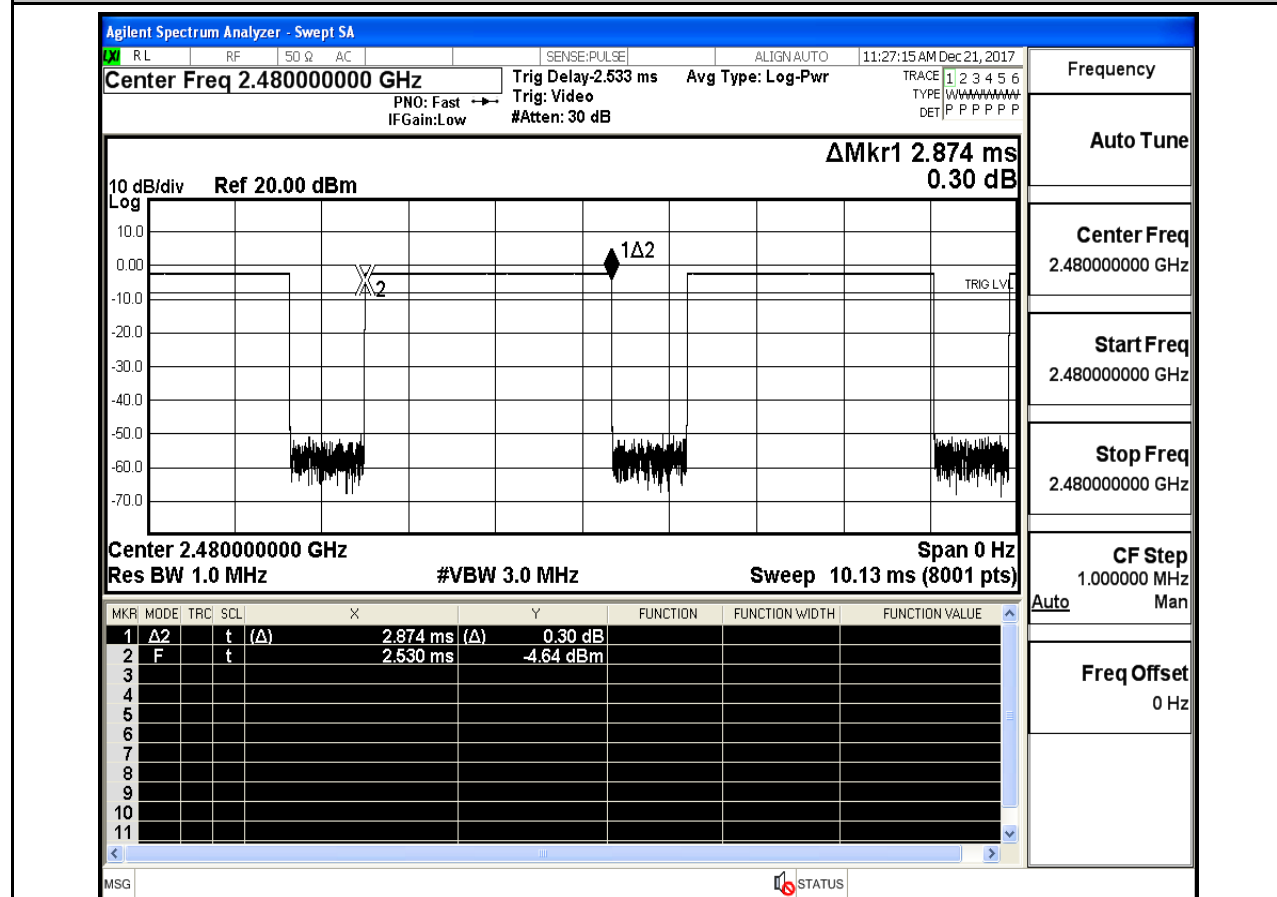 Agilent Spectrum Analyzer - Swept SA
LXI RL RF 50 Ω AC SENSE:PULSE ALIGN AUTO 11:27:15 AM Dec 21, 2017
Center Freq 2.480000000 GHz
PNO: Fast
IFGain:Low
Trig Delay-2.533 ms
Trig: Video
#Atten: 30 dB
Avg Type: Log-Pwr
TRACE 1 2 3 4 5 6
TYPE WWWWWW
DET P P P P P P
ΔMkr1 2.874 ms
0.30 dB
10 dB/div Ref 20.00 dBm
Log
10.0
0.00
-10.0
-20.0
-30.0
-40.0
-50.0
-60.0
-70.0
1Δ2
2
TRIG LVL
Center 2.480000000 GHz Span 0 Hz
Res BW 1.0 MHz #VBW 3.0 MHz Sweep 10.13 ms (8001 pts)
MKR MODE TRC SCL X Y FUNCTION FUNCTION WIDTH FUNCTION VALUE
1 Δ2 t (Δ) 2.874 ms (Δ) 0.30 dB
2 F t 2.530 ms -4.64 dBm
3
4
5
6
7
8
9
10
11
MSG STATUS
Frequency
Auto Tune
Center Freq
2.480000000 GHz
Start Freq
2.480000000 GHz
Stop Freq
2.480000000 GHz
CF Step
1.000000 MHz
Auto Man
Freq Offset
0 Hz